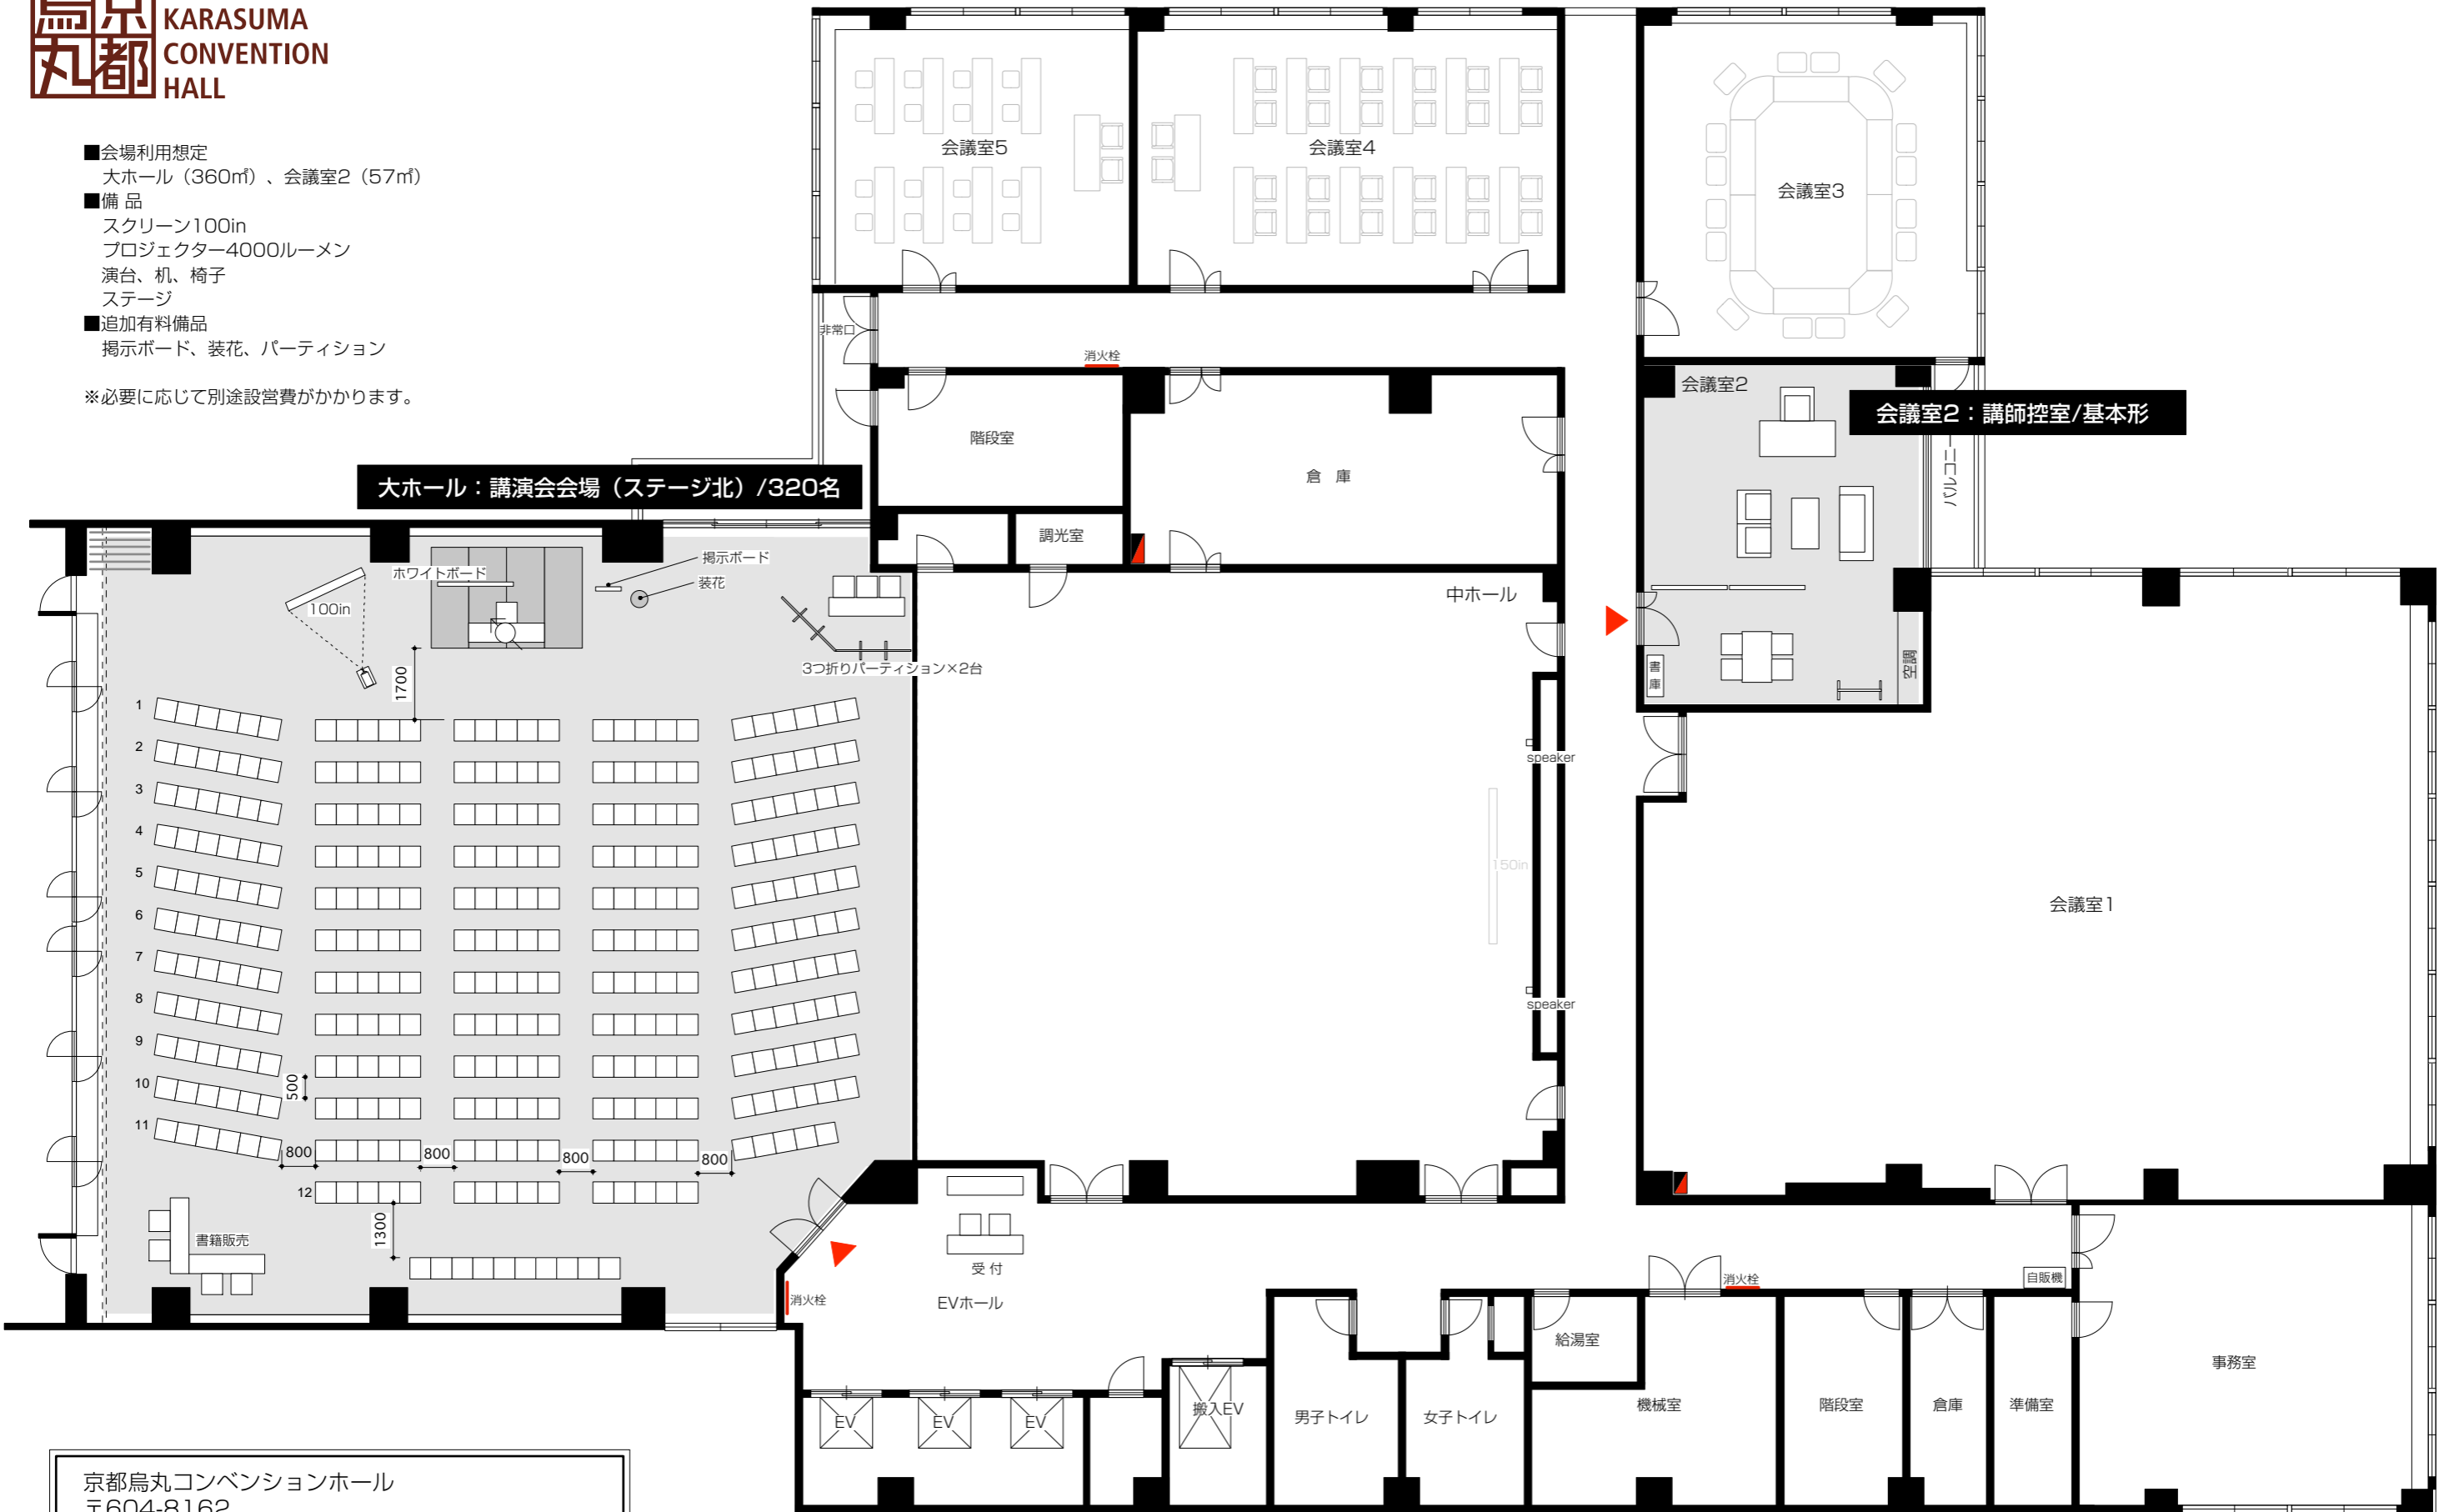 烏京
丸都
KARASUMA
CONVENTION
HALL
■会場利用想定
大ホール（360㎡）、会議室2（57㎡）
■備 品
スクリーン100in
プロジェクター4000ルーメン
演台、机、椅子
ステージ
■追加有料備品
掲示ボード、装花、パーティション
※必要に応じて別途設営費がかかります。
会議室5
会議室4
会議室3
非常口
消火栓
会議室2
会議室2：講師控室/基本形
バルコニー
階段室
倉 庫
大ホール：講演会会場（ステージ北）/320名
調光室
ホワイトボード
掲示ボード
装花
100in
中ホール
3つ折りパーティション×2台
書庫
空調
1700
1
2
3
4
5
6
7
8
9
10
11
12
speaker
150in
speaker
会議室1
500
800
800
800
800
1300
書籍販売
受 付
EVホール
消火栓
消火栓
自販機
給湯室
EV
EV
EV
搬入EV
男子トイレ
女子トイレ
機械室
階段室
倉庫
準備室
事務室
京都烏丸コンベンションホール
〒604-8162